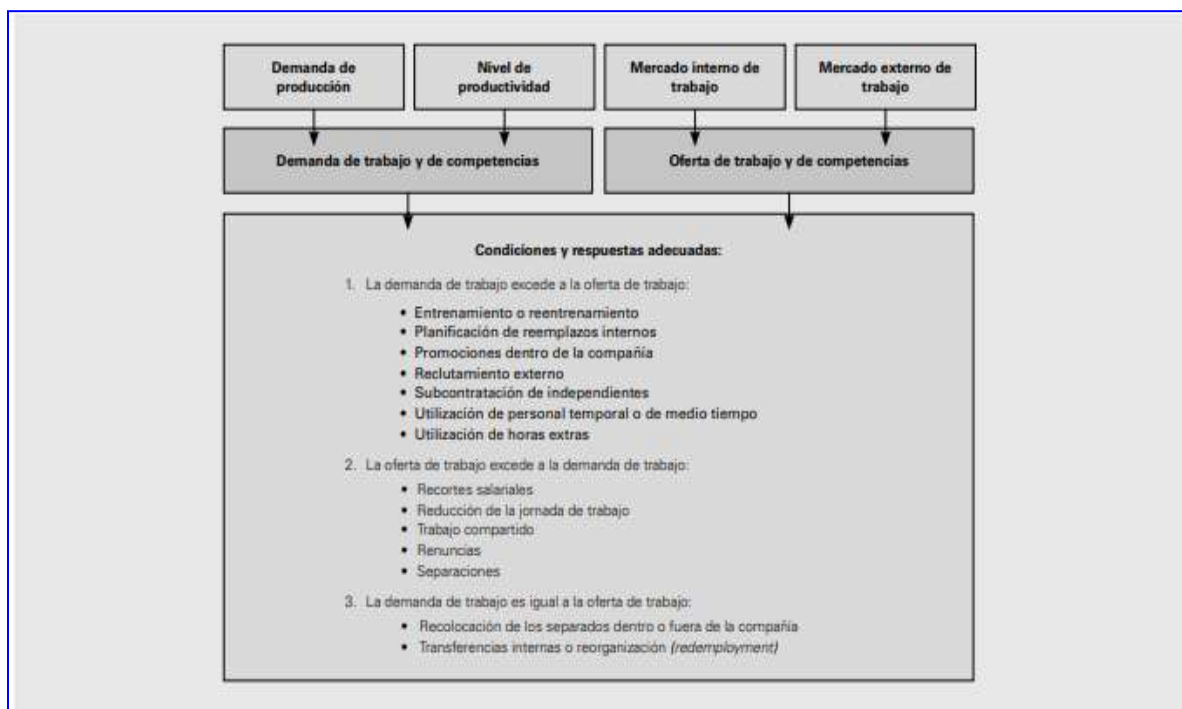 Demanda de
producción
Nivel de
productividad
Mercado interno de
trabajo
Mercado externo de
trabajo
Demanda de trabajo y de competencias
Oferta de trabajo y de competencias
Condiciones y respuestas adecuadas:
1. La demanda de trabajo excede a la oferta de trabajo:
• Entrenamiento o reentrenamiento
• Planificación de reemplazos internos
• Promociones dentro de la compañía
• Reclutamiento externo
• Subcontratación de independientes
• Utilización de personal temporal o de medio tiempo
• Utilización de horas extras
2. La oferta de trabajo excede a la demanda de trabajo:
• Recortes salariales
• Reducción de la jornada de trabajo
• Trabajo compartido
• Renuncias
• Separaciones
3. La demanda de trabajo es igual a la oferta de trabajo:
• Recolocación de los separados dentro o fuera de la compañía
• Transferencias internas o reorganización (redemployment)